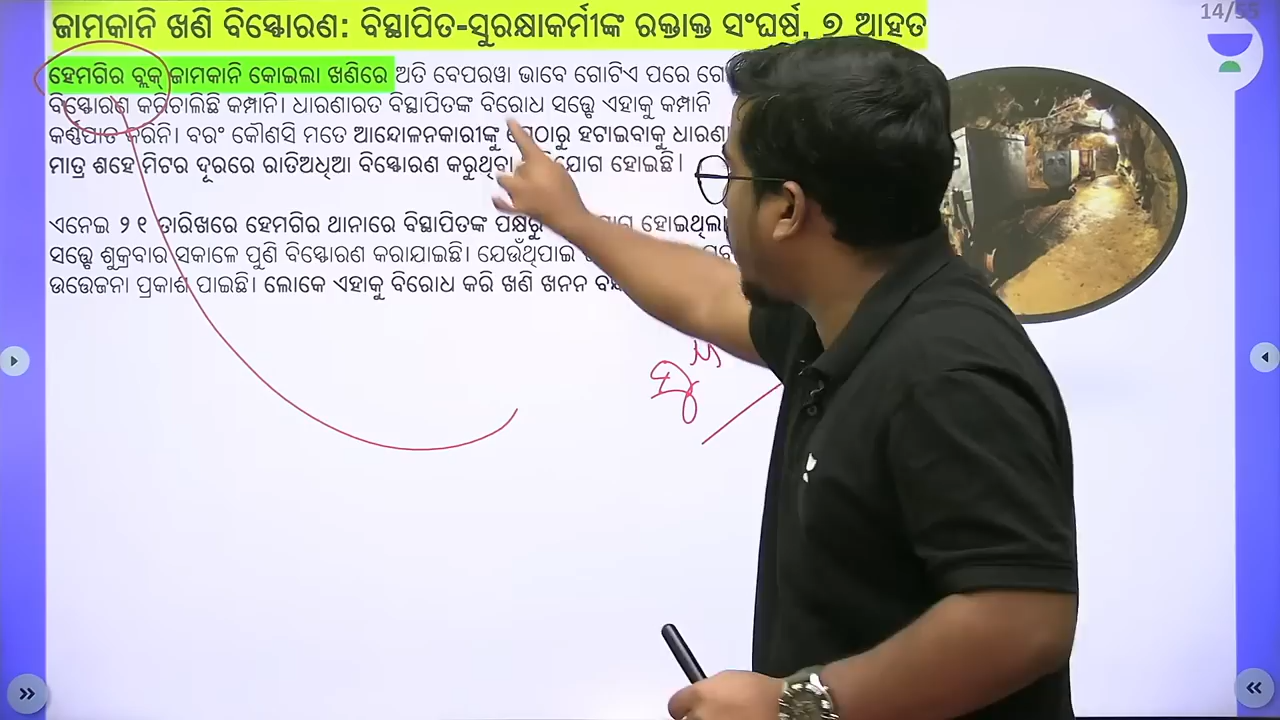 ଜାମକାନି ଖଣି ବିସ୍ଫୋରଣ: ବିସ୍ଥାପିତ-ସୁରକ୍ଷାକର୍ମୀଙ୍କ ରକ୍ତାକ୍ତ ସଂଘର୍ଷ, ୭ ଆହତ
14/55
ହେମଗିର ବ୍ଲକ୍ ଜାମକାନି କୋଇଲା ଖଣିରେ ଅତି ବେପରୱା ଭାବେ ଗୋଟିଏ ପରେ
ବିସ୍ଫୋରଣ କରିଚାଲିଛି କମ୍ପାନି। ଧାରଣାରତ ବିସ୍ଥାପିତଙ୍କ ବିରୋଧ ସତ୍ତ୍ୱେ ଏହାକୁ କମ୍ପାନି
କର୍ଣ୍ଣପାତ କରିନି। ବରଂ କୌଣସି ମତେ ଆନ୍ଦୋଳନକାରୀଙ୍କୁ ହଟାଇବାକୁ
ମାତ୍ର ଶହେ ମିଟର ଦୂରରେ ରାତିଅଧିଆ ବିସ୍ଫୋରଣ କରୁଥିବା ହୋଇଛି।
ଏନେଇ ୨୧ ତାରିଖରେ ହେମଗିର ଥାନାରେ ବିସ୍ଥାପିତଙ୍କ ପକ୍ଷରୁ ହୋଇଥିଲା
ସତ୍ତ୍ୱେ ଶୁକ୍ରବାର ସକାଳେ ପୁଣି ବିସ୍ଫୋରଣ କରାଯାଇଛି। ଯେଉଁଥିପାଇଁ
ଉତ୍ତେଜନା ପ୍ରକାଶ ପାଇଛି। ଲୋକେ ଏହାକୁ ବିରୋଧ କରି ଖଣି ଖନନ